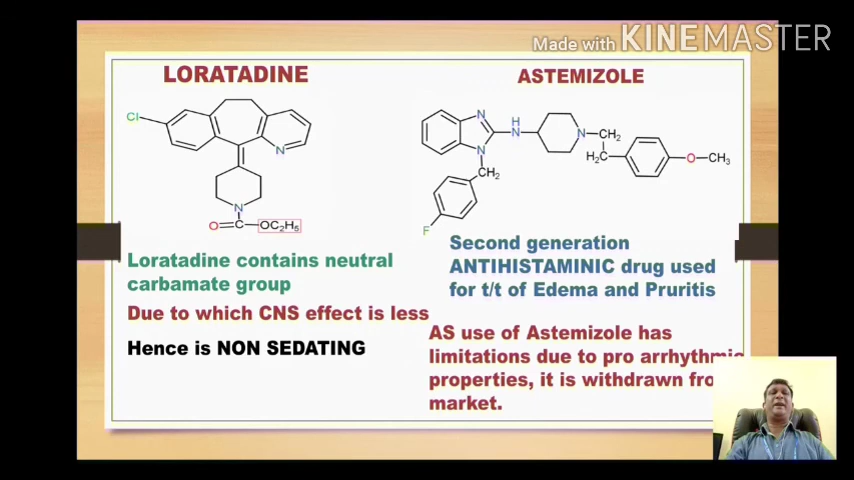 Made with KINEMASTER
LORATADINE
Cl
N
N
O
C
OC2H5
Loratadine contains neutral
carbamate group
Due to which CNS effect is less
Hence is NON SEDATING
ASTEMIZOLE
N
H
N
N
CH2
N
CH2
H2C
O
CH3
F
Second generation
ANTIHISTAMINIC drug used
for t/t of Edema and Pruritis
AS use of Astemizole has
limitations due to pro arrhythmic
properties, it is withdrawn fro
market.